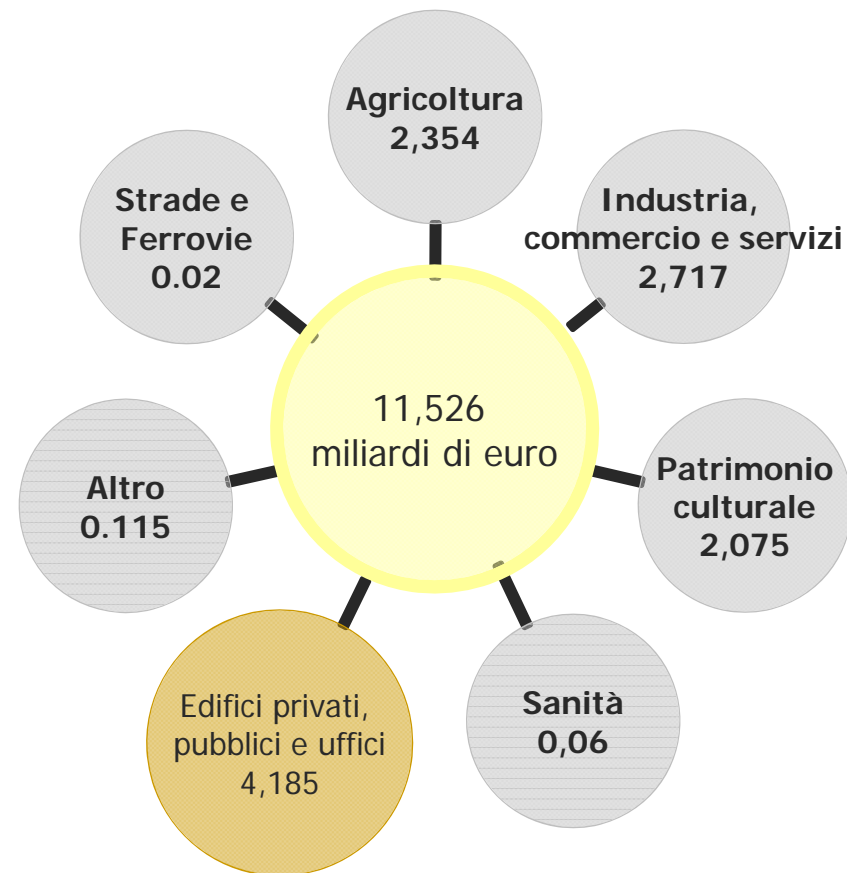 Agricoltura
2,354
Industria,
commercio e servizi
2,717
Strade e
Ferrovie
0.02
11,526
miliardi di euro
Patrimonio
culturale
2,075
Altro
0.115
Sanità
0,06
Edifici privati,
pubblici e uffici
4,185